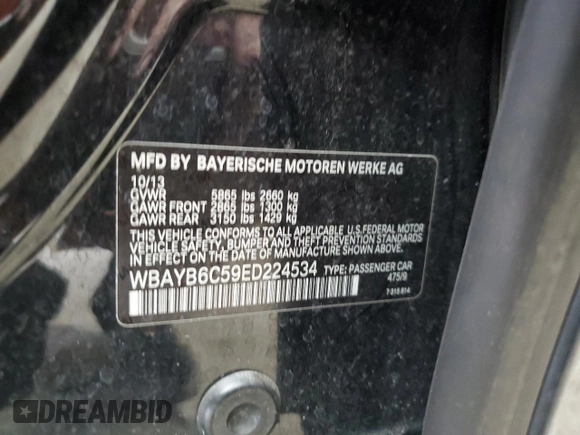 MFD BY BAYERISCHE MOTOREN WERKE AG
10/13
GVWR 5865 lbs 2660 kg
GAWR FRONT 2865 lbs 1300 kg
GAWR REAR 3150 lbs 1429 kg
THIS VEHICLE CONFORMS TO ALL APPLICABLE U.S.FEDERAL MOTOR
VEHICLE SAFETY, BUMPER AND THEFT PREVENTION STANDARDS
IN EFFECT ON THE DATE OF MANUFACTURE SHOWN ABOVE.
WBAYB6C59ED224534 TYPE: PASSENGER CAR
475/9
7 315 814
DREAMBID